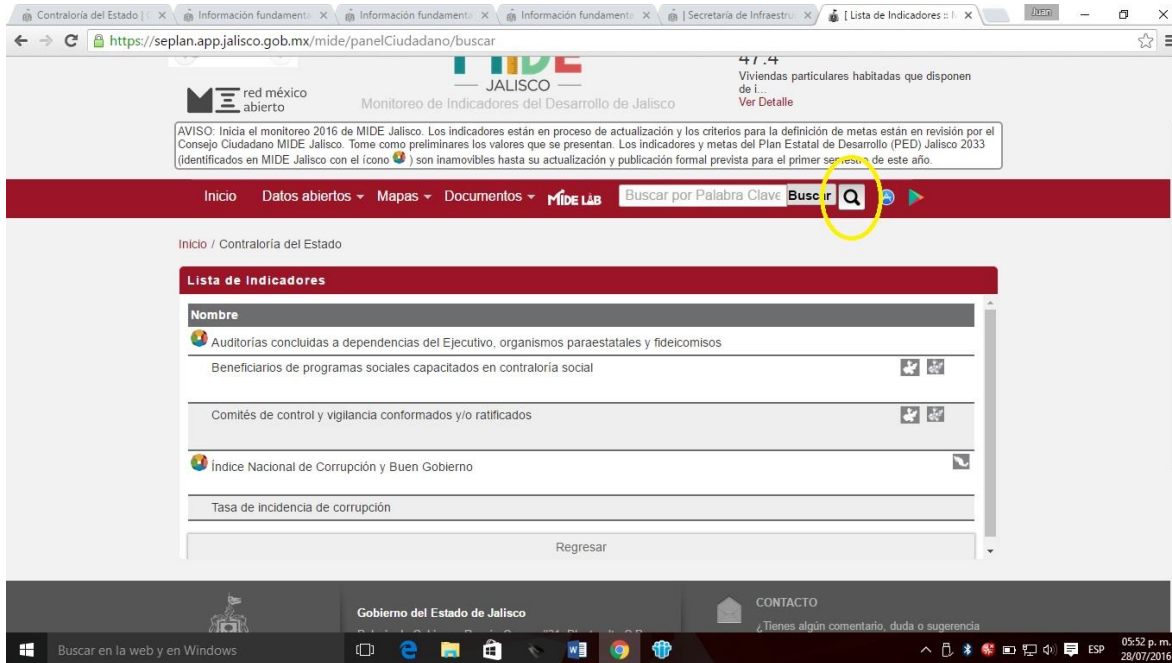 Contraloría del Estado | C
Información fundamenta
Información fundamenta
Información fundamenta
| Secretaría de Infraestru
[ Lista de Indicadores ::
Juan
https://seplan.app.jalisco.gob.mx/mide/panelCiudadano/buscar
red méxico
abierto
MIDE
JALISCO
Monitoreo de Indicadores del Desarrollo de Jalisco
47.4
Viviendas particulares habitadas que disponen
de i...
Ver Detalle
AVISO: Inicia el monitoreo 2016 de MIDE Jalisco. Los indicadores están en proceso de actualización y los criterios para la definición de metas están en revisión por el
Consejo Ciudadano MIDE Jalisco. Tome como preliminares los valores que se presentan. Los indicadores y metas del Plan Estatal de Desarrollo (PED) Jalisco 2033
(identificados en MIDE Jalisco con el ícono ) son inamovibles hasta su actualización y publicación formal prevista para el primer semestre de este año.
Inicio Datos abiertos Mapas Documentos MIDE LAB Buscar por Palabra Clave Buscar
Inicio / Contraloría del Estado
Lista de Indicadores
Nombre
Auditorías concluidas a dependencias del Ejecutivo, organismos paraestatales y fideicomisos
Beneficiarios de programas sociales capacitados en contraloría social
Comités de control y vigilancia conformados y/o ratificados
Índice Nacional de Corrupción y Buen Gobierno
Tasa de incidencia de corrupción
Regresar
Gobierno del Estado de Jalisco
CONTACTO
¿Tienes algún comentario, duda o sugerencia
Buscar en la web y en Windows
ESP
05:52 p. m.
28/07/2016